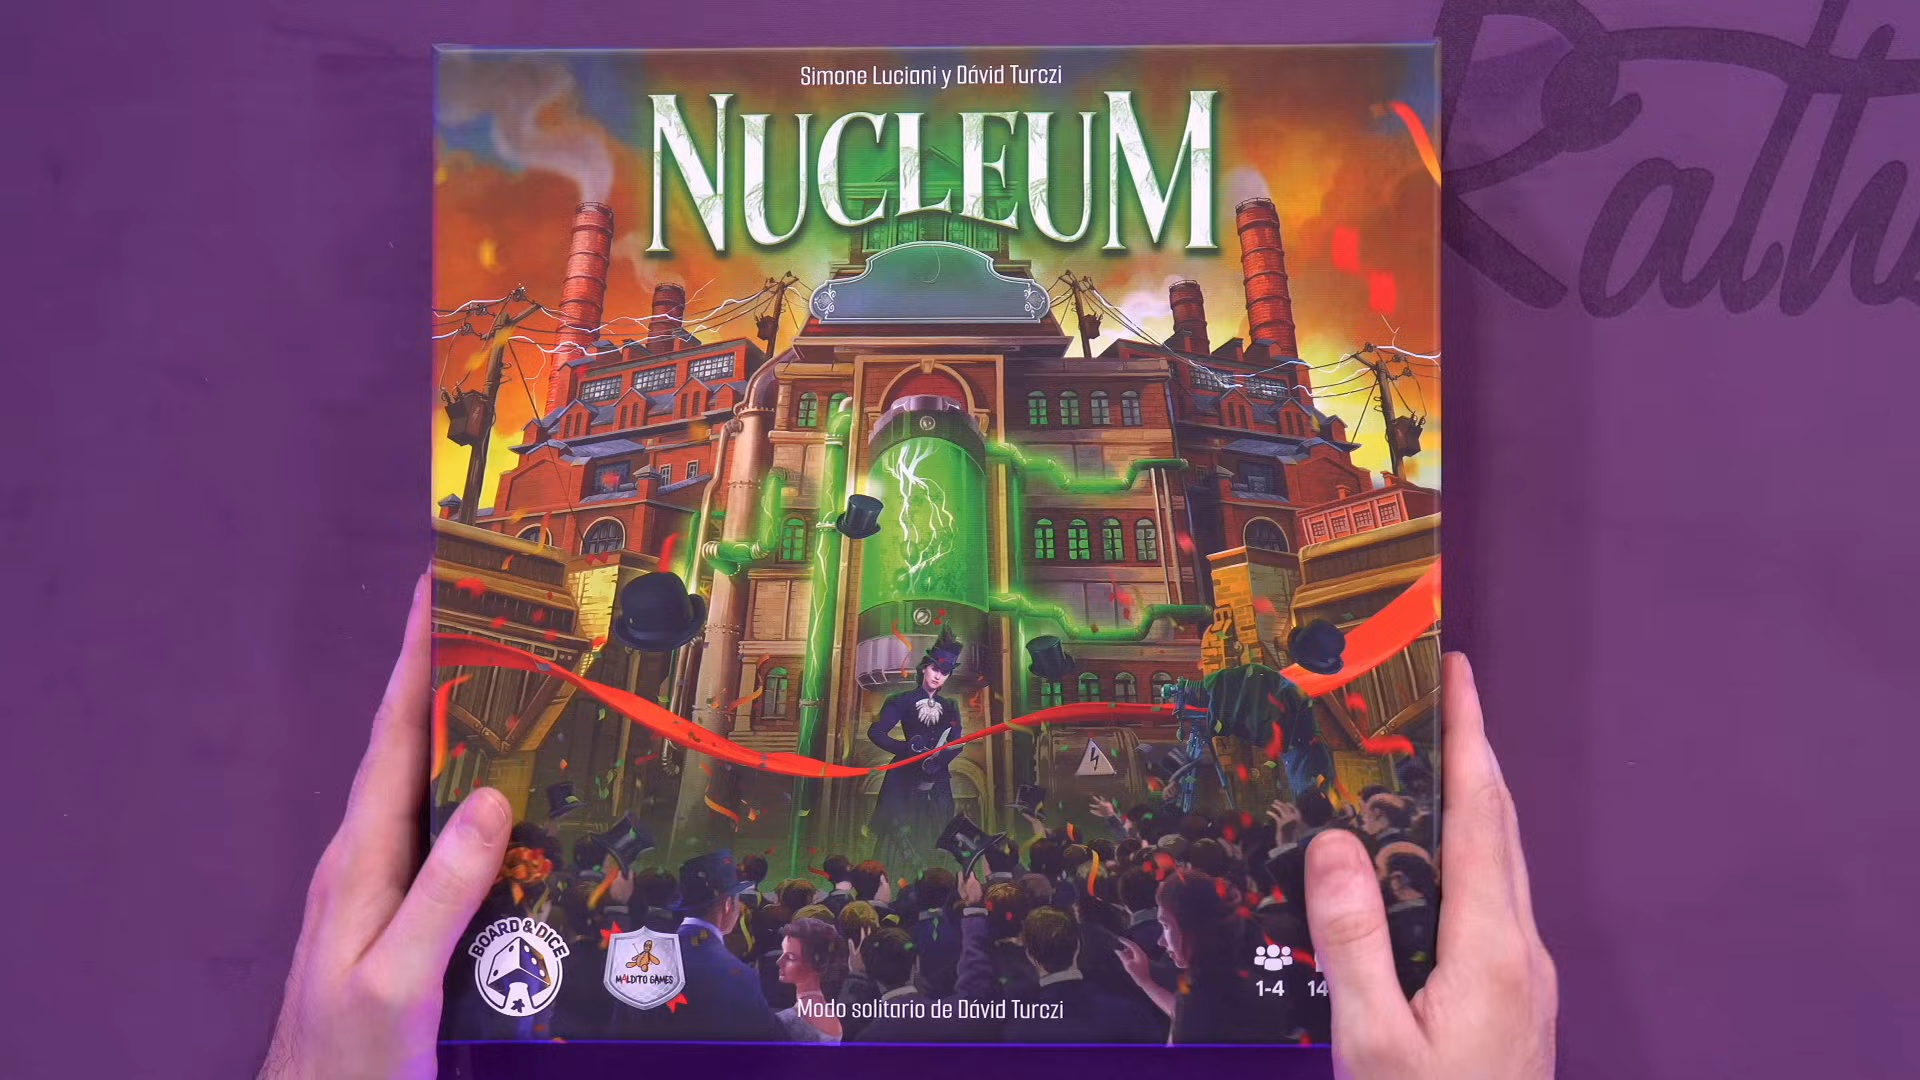 Simone Luciani y Dávid Turczi
NUCLEUM
BOARD & DICE
MALDITO GAMES
1-4
14
Modo solitario de Dávid Turczi